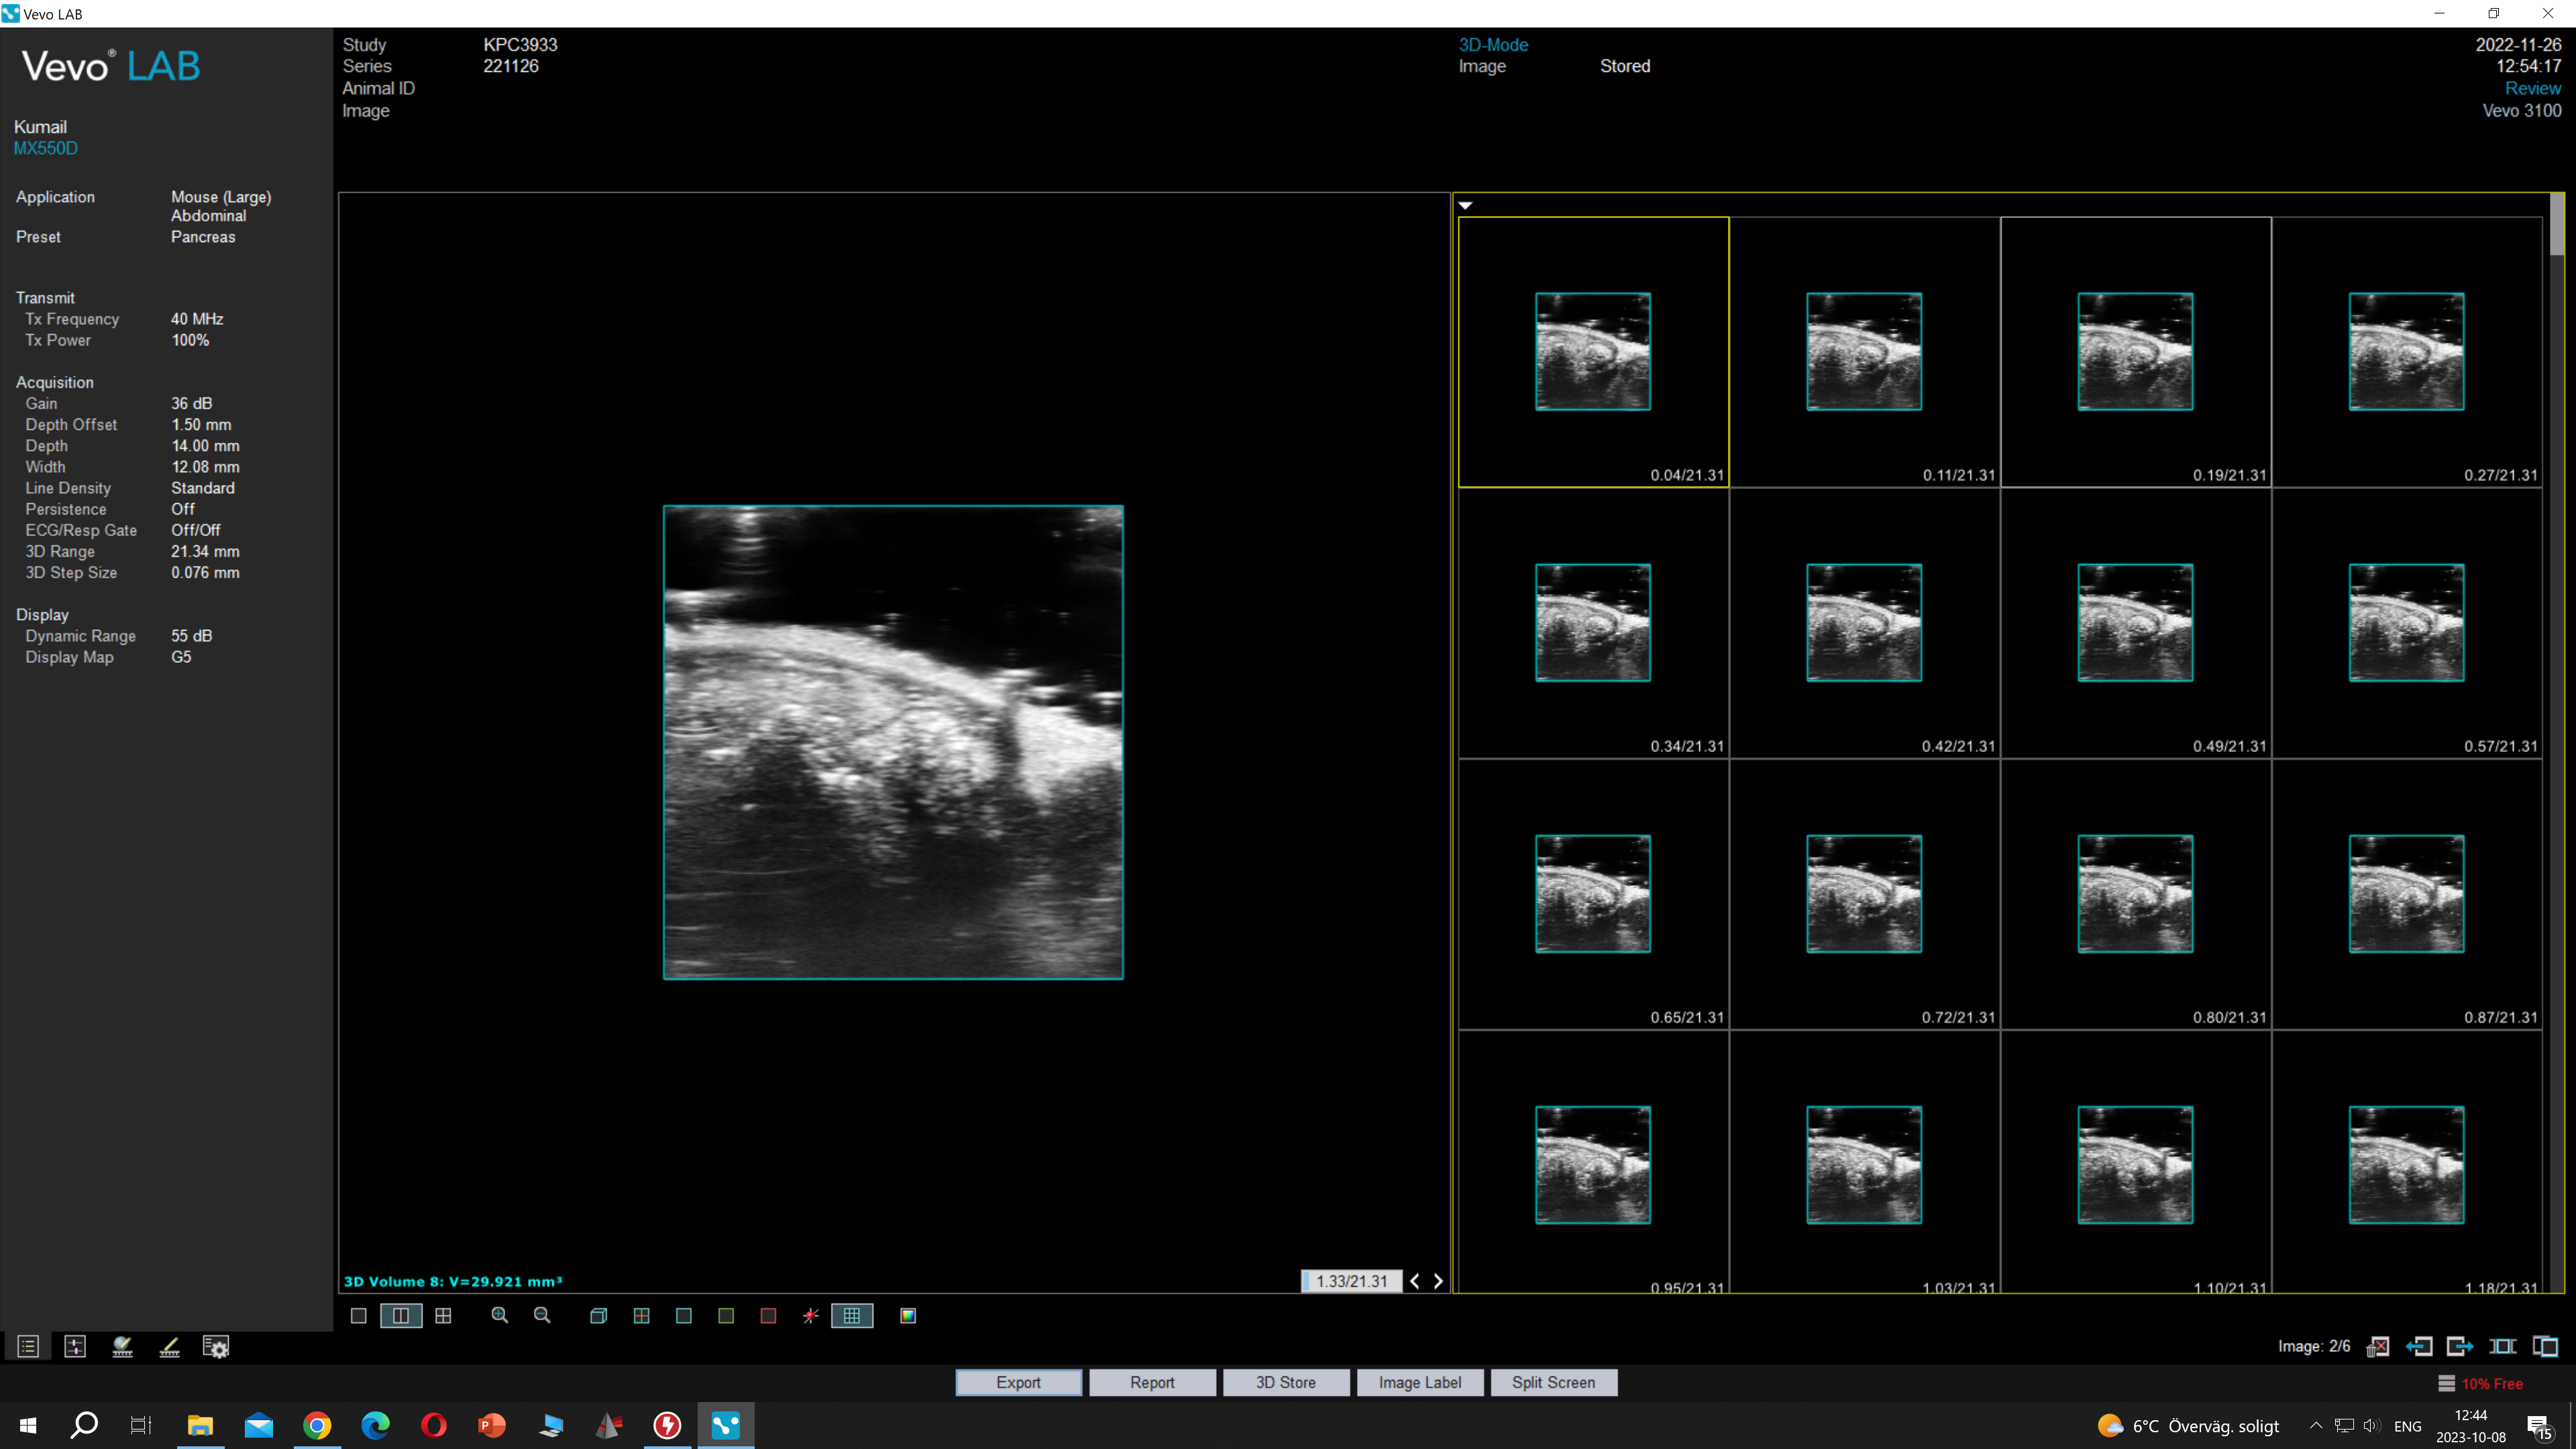 Vevo LAB
Vevo® LAB
Kumail
MX550D
Application Mouse (Large)
Abdominal
Preset Pancreas
Transmit
Tx Frequency 40 MHz
Tx Power 100%
Acquisition
Gain 36 dB
Depth Offset 1.50 mm
Depth 14.00 mm
Width 12.08 mm
Line Density Standard
Persistence Off
ECG/Resp Gate Off/Off
3D Range 21.34 mm
3D Step Size 0.076 mm
Display
Dynamic Range 55 dB
Display Map G5
Study KPC3933
Series 221126
Animal ID
Image
3D-Mode
Image Stored
2022-11-26
12:54:17
Review
Vevo 3100
0.04/21.31 0.11/21.31 0.19/21.31 0.27/21.31
0.34/21.31 0.42/21.31 0.49/21.31 0.57/21.31
0.65/21.31 0.72/21.31 0.80/21.31 0.87/21.31
0.95/21.31 1.03/21.31 1.10/21.31 1.18/21.31
3D Volume 8: V=29.921 mm³
1.33/21.31
Image: 2/6
Export Report 3D Store Image Label Split Screen
10% Free
6°C Överväg. soligt
ENG
12:44
2023-10-08
15